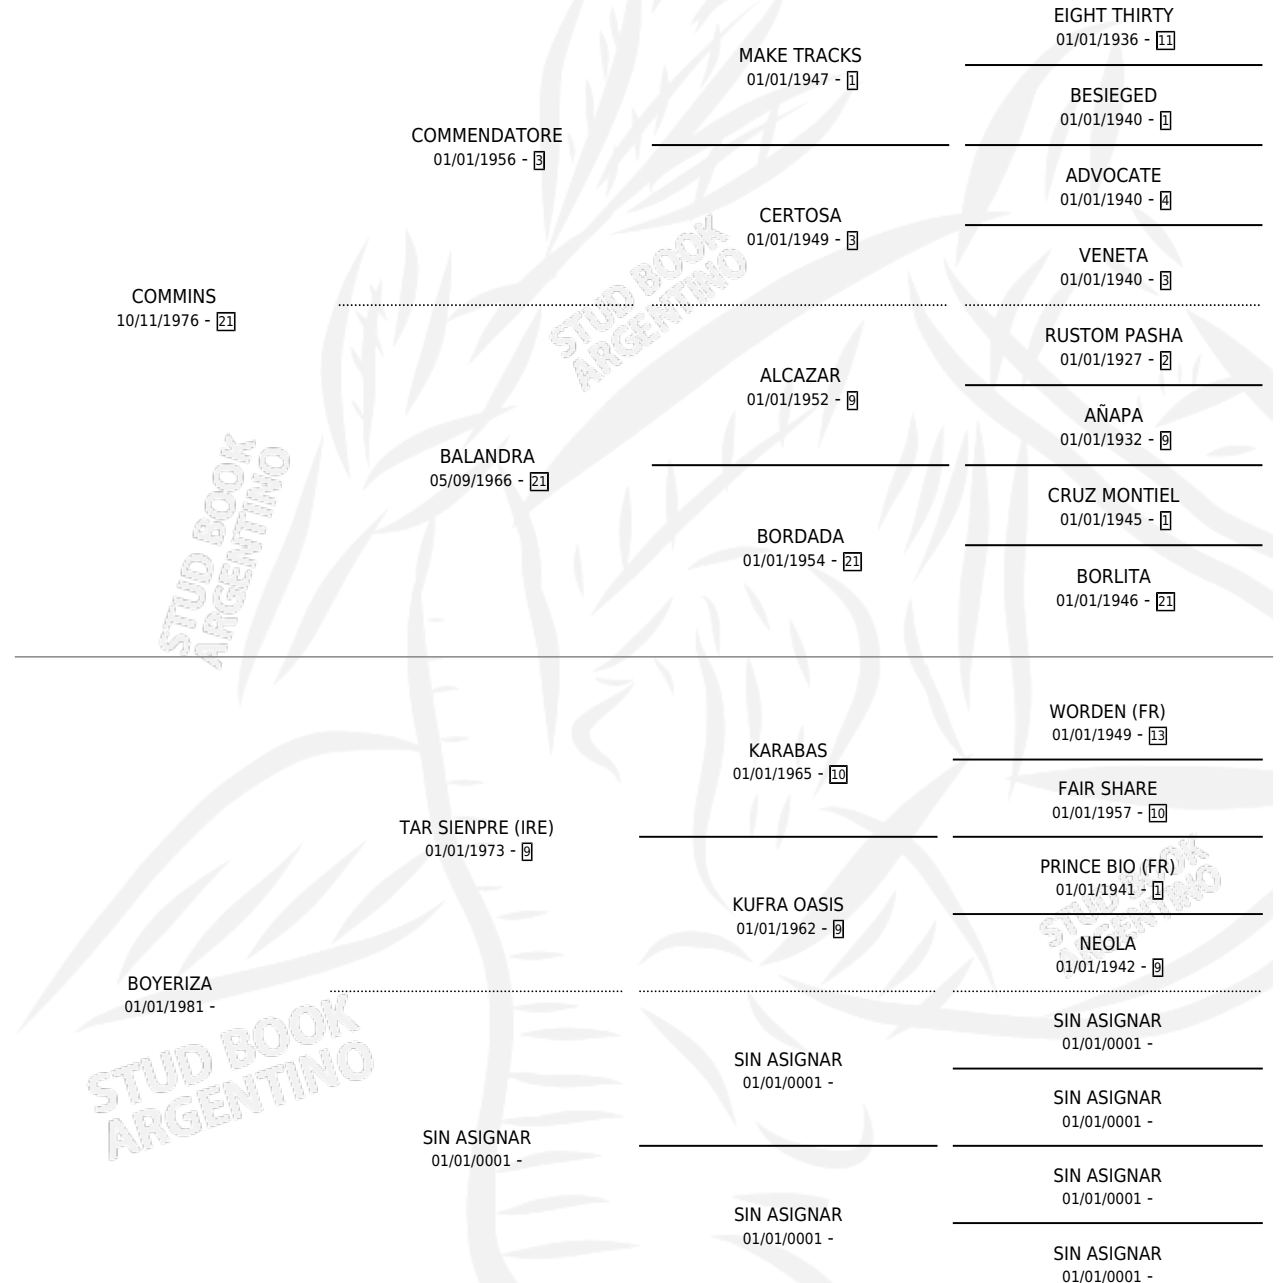 EIGHT THIRTY
01/01/1936 - 11
MAKE TRACKS
01/01/1947 - 1
BESIEGED
01/01/1940 - 1
COMMENDATORE
01/01/1956 - 3
ADVOCATE
01/01/1940 - 4
CERTOSA
01/01/1949 - 3
VENETA
01/01/1940 - 3
COMMINS
10/11/1976 - 21
STUD BOOK
ARGENTINO
RUSTOM PASHA
01/01/1927 - 2
ALCAZAR
01/01/1952 - 9
AÑAPA
01/01/1932 - 9
BALANDRA
05/09/1966 - 21
CRUZ MONTIEL
01/01/1945 - 1
BORDADA
01/01/1954 - 21
BORLITA
01/01/1946 - 21
STUD BOOK
ARGENTINO
WORDEN (FR)
01/01/1949 - 13
KARABAS
01/01/1965 - 10
FAIR SHARE
01/01/1957 - 10
TAR SIENPRE (IRE)
01/01/1973 - 9
PRINCE BIO (FR)
01/01/1941 - 1
KUFRA OASIS
01/01/1962 - 9
STUD BOOK
ARGENTINO
NEOLA
01/01/1942 - 9
BOYERIZA
01/01/1981 -
SIN ASIGNAR
01/01/0001 -
SIN ASIGNAR
01/01/0001 -
SIN ASIGNAR
01/01/0001 -
STUD BOOK
ARGENTINO
SIN ASIGNAR
01/01/0001 -
SIN ASIGNAR
01/01/0001 -
SIN ASIGNAR
01/01/0001 -
SIN ASIGNAR
01/01/0001 -